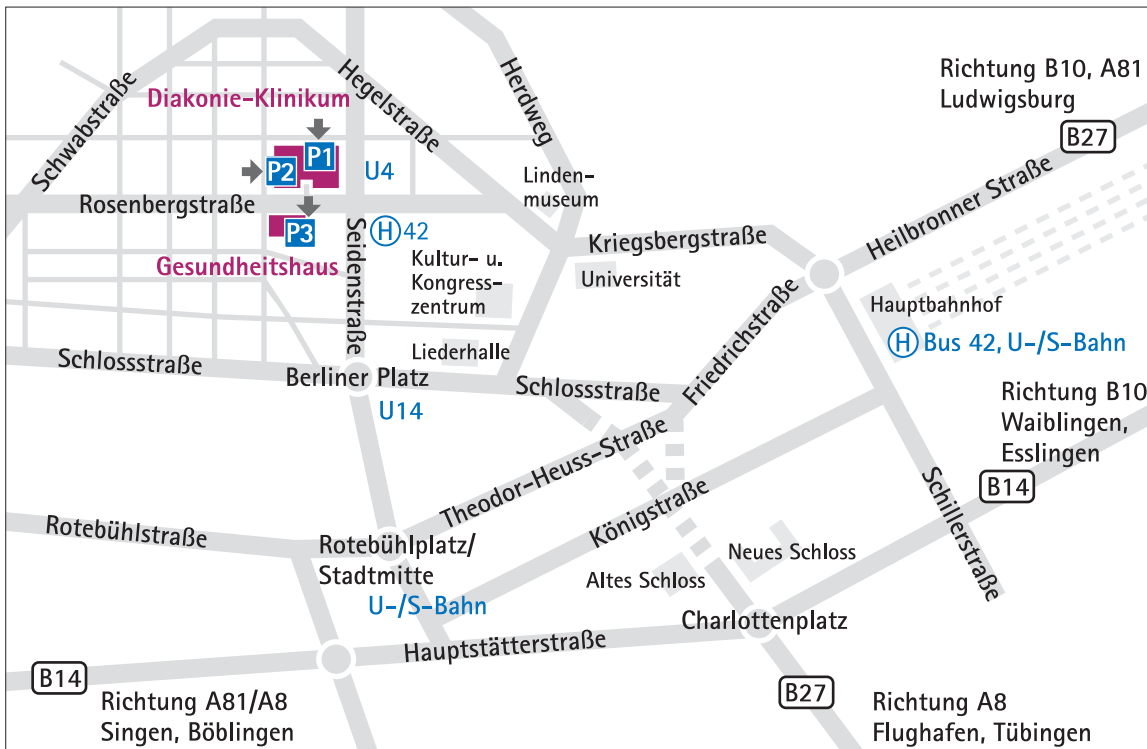 Richtung B10, A81
Ludwigsburg
B27
Herdweg
Hegelstraße
Schwabstraße
Diakonie-Klinikum
P1
P2
U4
Linden-
museum
Rosenbergstraße
P3
H 42
Seidenstraße
Kriegsbergstraße
Heilbronner Straße
Gesundheitshaus
Kultur- u.
Kongress-
zentrum
Universität
Friedrichstraße
Hauptbahnhof
H Bus 42, U-/S-Bahn
Liederhalle
Schlossstraße
Berliner Platz
Schlossstraße
U14
Richtung B10
Waiblingen,
Esslingen
B14
Theodor-Heuss-Straße
Königstraße
Schillerstraße
Rotebühlstraße
Rotebühlplatz/
Stadtmitte
U-/S-Bahn
Neues Schloss
Altes Schloss
Charlottenplatz
Hauptstätterstraße
B14
Richtung A81/A8
Singen, Böblingen
B27
Richtung A8
Flughafen, Tübingen